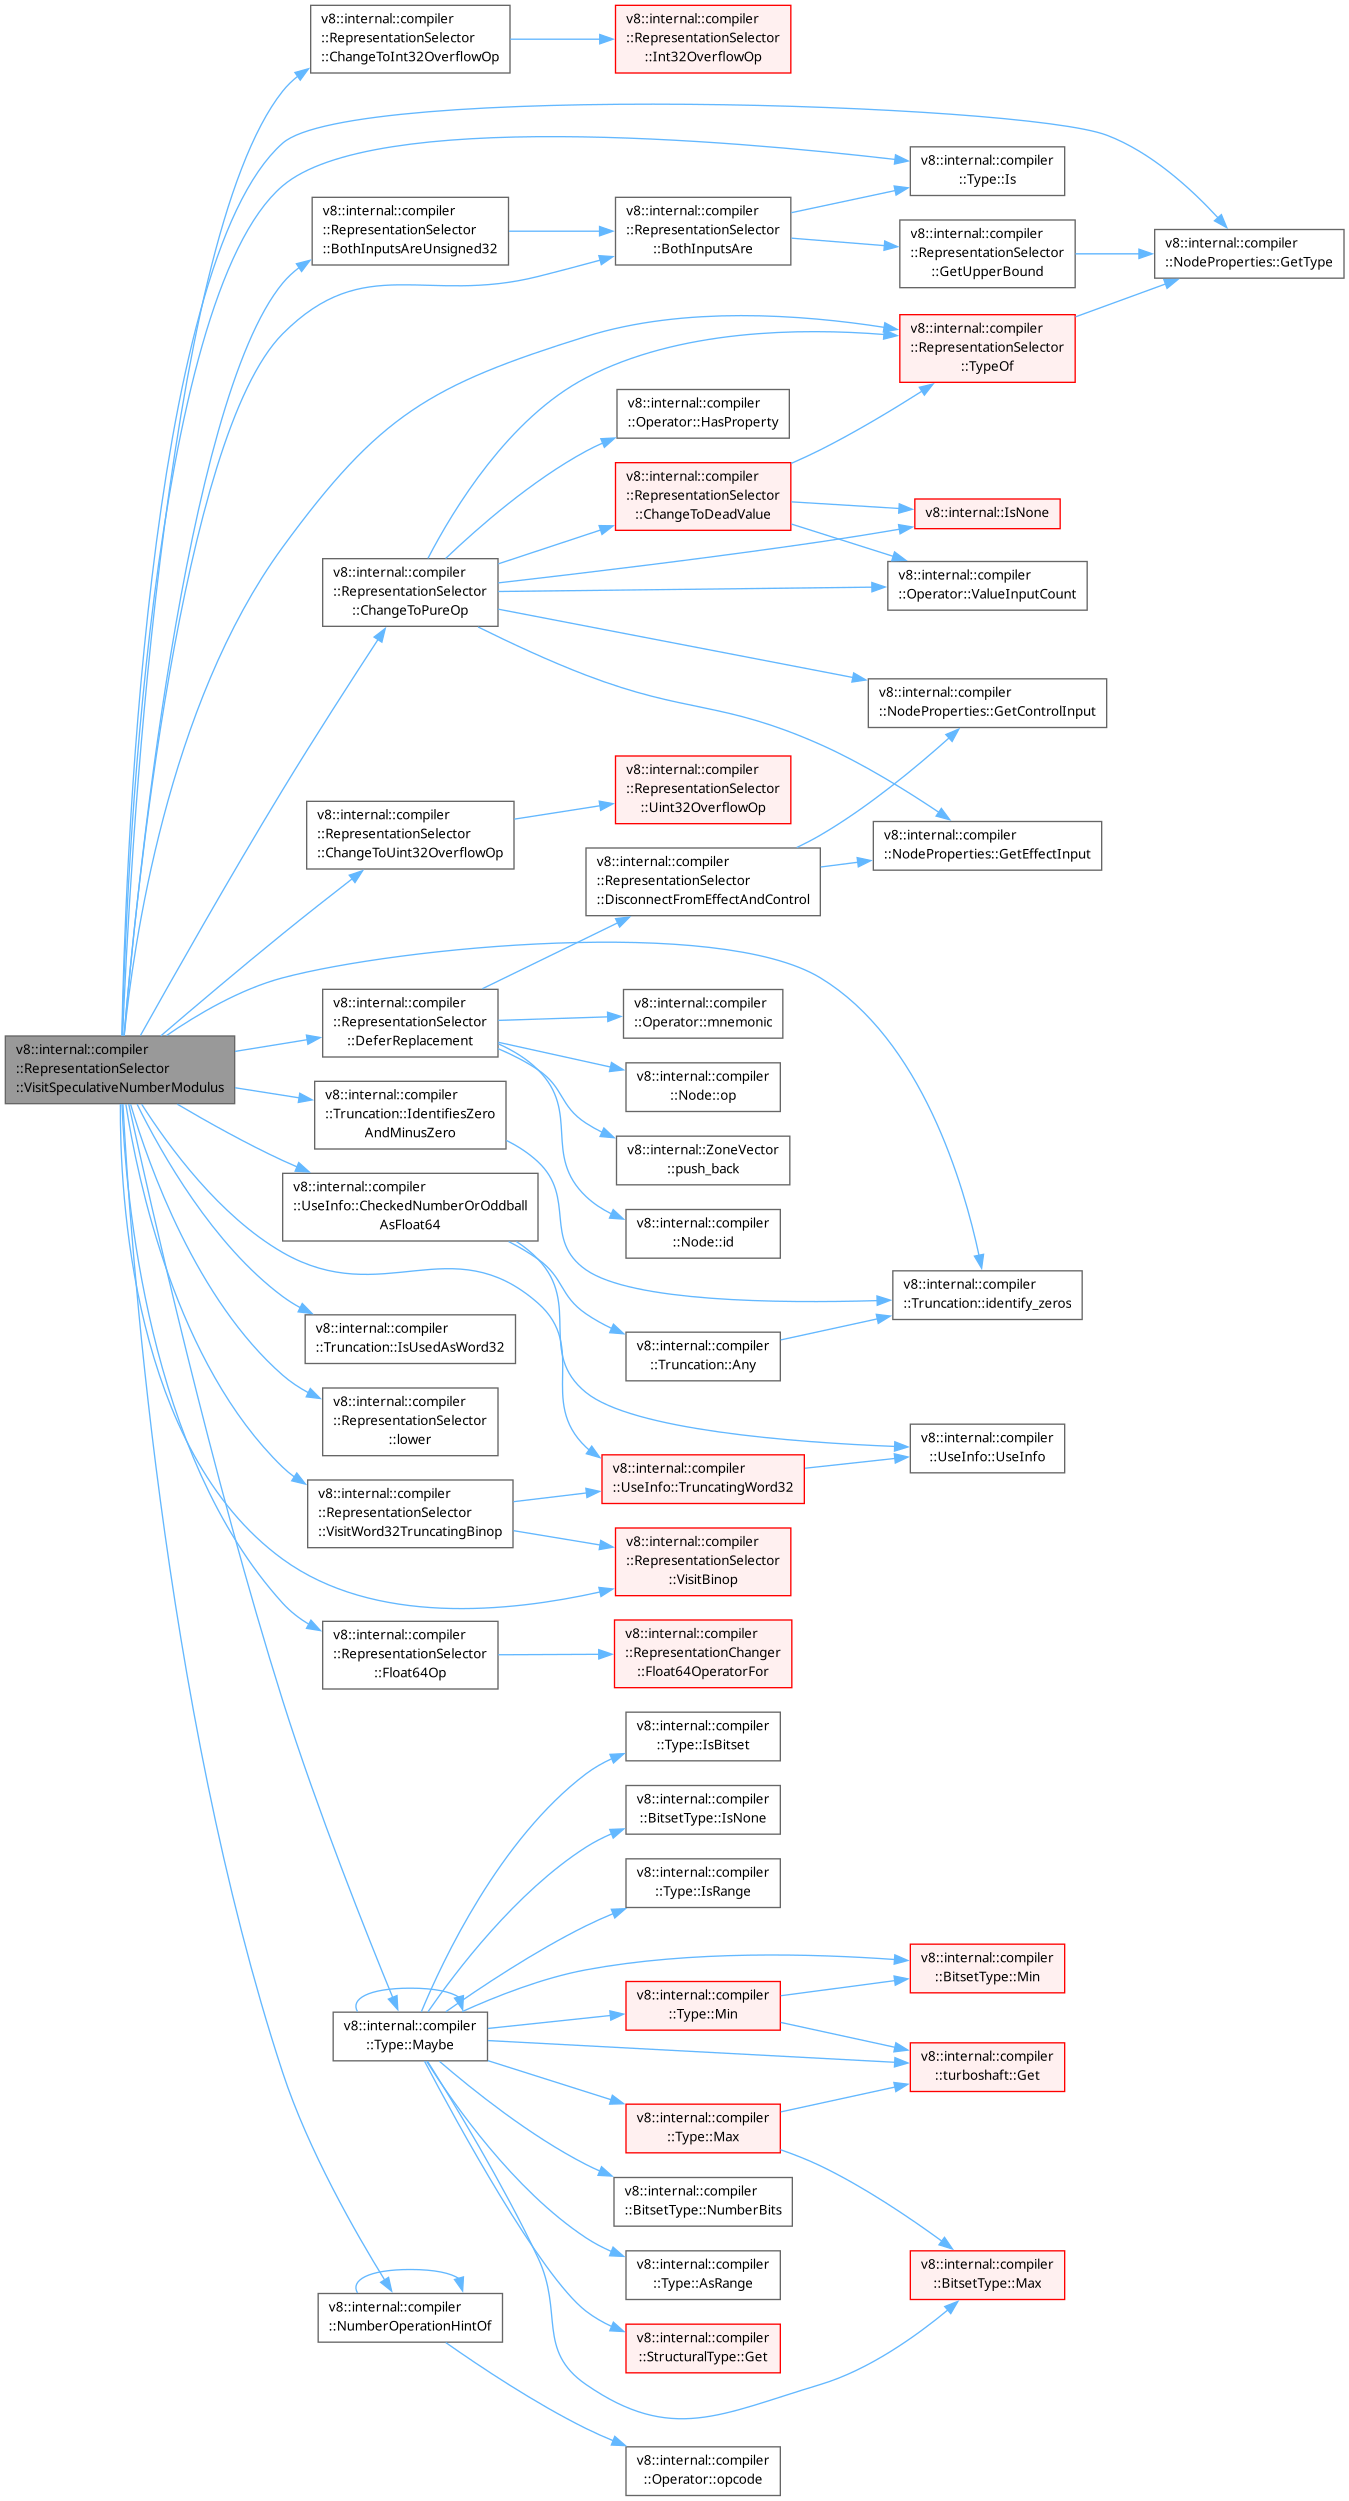 v8::internal::compiler
::RepresentationSelector
::ChangeToInt32OverflowOp
v8::internal::compiler
::RepresentationSelector
::Int32OverflowOp
v8::internal::compiler
::Type::Is
v8::internal::compiler
::RepresentationSelector
::BothInputsAreUnsigned32
v8::internal::compiler
::RepresentationSelector
::BothInputsAre
v8::internal::compiler
::RepresentationSelector
::GetUpperBound
v8::internal::compiler
::NodeProperties::GetType
v8::internal::compiler
::RepresentationSelector
::TypeOf
v8::internal::compiler
::Operator::HasProperty
v8::internal::compiler
::RepresentationSelector
::ChangeToDeadValue
v8::internal::IsNone
v8::internal::compiler
::RepresentationSelector
::ChangeToPureOp
v8::internal::compiler
::Operator::ValueInputCount
v8::internal::compiler
::NodeProperties::GetControlInput
v8::internal::compiler
::RepresentationSelector
::Uint32OverflowOp
v8::internal::compiler
::RepresentationSelector
::ChangeToUint32OverflowOp
v8::internal::compiler
::NodeProperties::GetEffectInput
v8::internal::compiler
::RepresentationSelector
::DisconnectFromEffectAndControl
v8::internal::compiler
::RepresentationSelector
::DeferReplacement
v8::internal::compiler
::Operator::mnemonic
v8::internal::compiler
::RepresentationSelector
::VisitSpeculativeNumberModulus
v8::internal::compiler
::Node::op
v8::internal::compiler
::Truncation::IdentifiesZero
AndMinusZero
v8::internal::ZoneVector
::push_back
v8::internal::compiler
::UseInfo::CheckedNumberOrOddball
AsFloat64
v8::internal::compiler
::Node::id
v8::internal::compiler
::Truncation::identify_zeros
v8::internal::compiler
::Truncation::IsUsedAsWord32
v8::internal::compiler
::Truncation::Any
v8::internal::compiler
::RepresentationSelector
::lower
v8::internal::compiler
::UseInfo::UseInfo
v8::internal::compiler
::UseInfo::TruncatingWord32
v8::internal::compiler
::RepresentationSelector
::VisitWord32TruncatingBinop
v8::internal::compiler
::RepresentationSelector
::VisitBinop
v8::internal::compiler
::RepresentationSelector
::Float64Op
v8::internal::compiler
::RepresentationChanger
::Float64OperatorFor
v8::internal::compiler
::Type::IsBitset
v8::internal::compiler
::BitsetType::IsNone
v8::internal::compiler
::Type::IsRange
v8::internal::compiler
::BitsetType::Min
v8::internal::compiler
::Type::Min
v8::internal::compiler
::Type::Maybe
v8::internal::compiler
::turboshaft::Get
v8::internal::compiler
::Type::Max
v8::internal::compiler
::BitsetType::NumberBits
v8::internal::compiler
::Type::AsRange
v8::internal::compiler
::BitsetType::Max
v8::internal::compiler
::NumberOperationHintOf
v8::internal::compiler
::StructuralType::Get
v8::internal::compiler
::Operator::opcode